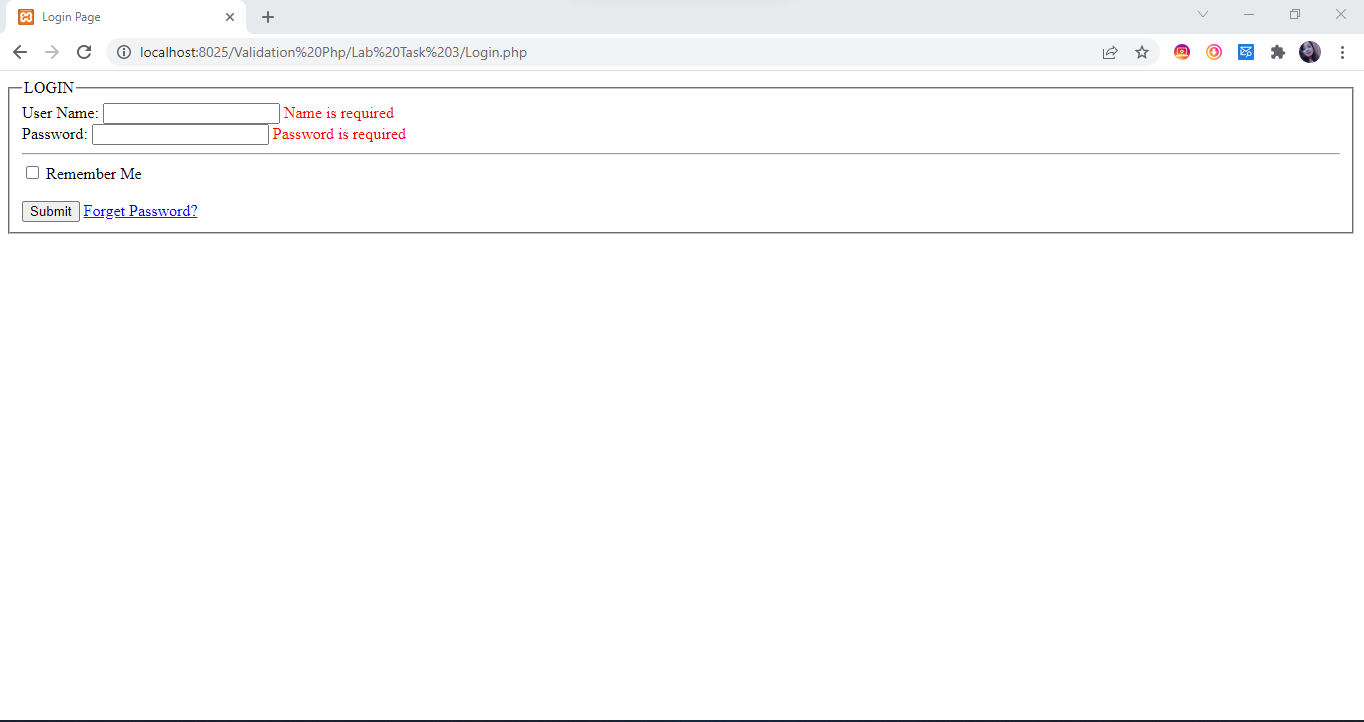 Login Page
localhost:8025/Validation%20Php/Lab%20Task%203/Login.php
LOGIN
User Name: Name is required
Password: Password is required
Remember Me
Submit Forget Password?